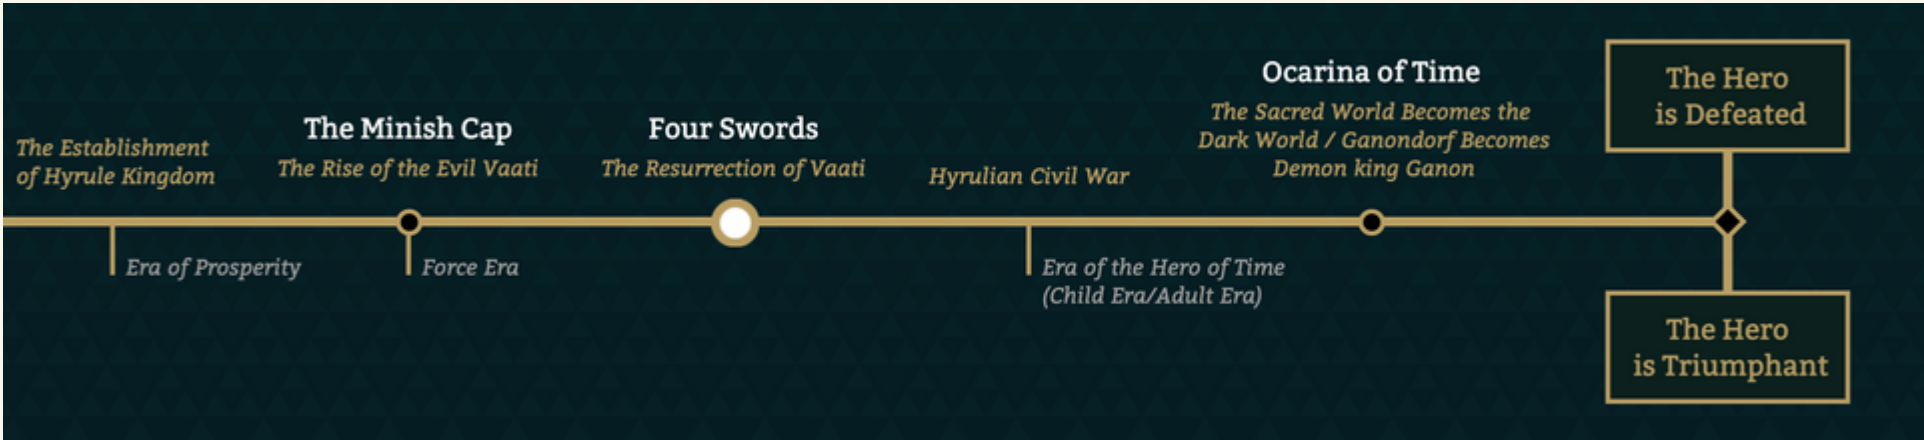 The Establishment
of Hyrule Kingdom
Era of Prosperity
The Minish Cap
The Rise of the Evil Vaati
Force Era
Four Swords
The Resurrection of Vaati
Hyrulian Civil War
Era of the Hero of Time
(Child Era/Adult Era)
Ocarina of Time
The Sacred World Becomes the
Dark World / Ganondorf Becomes
Demon king Ganon
The Hero
is Defeated
The Hero
is Triumphant